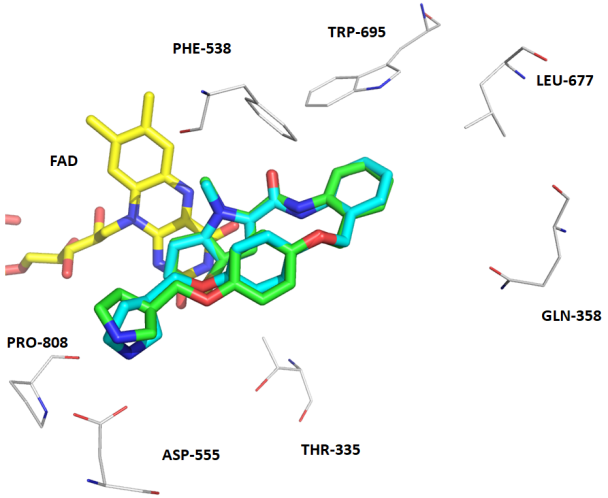 TRP-695
PHE-538
LEU-677
FAD
GLN-358
PRO-808
THR-335
ASP-555